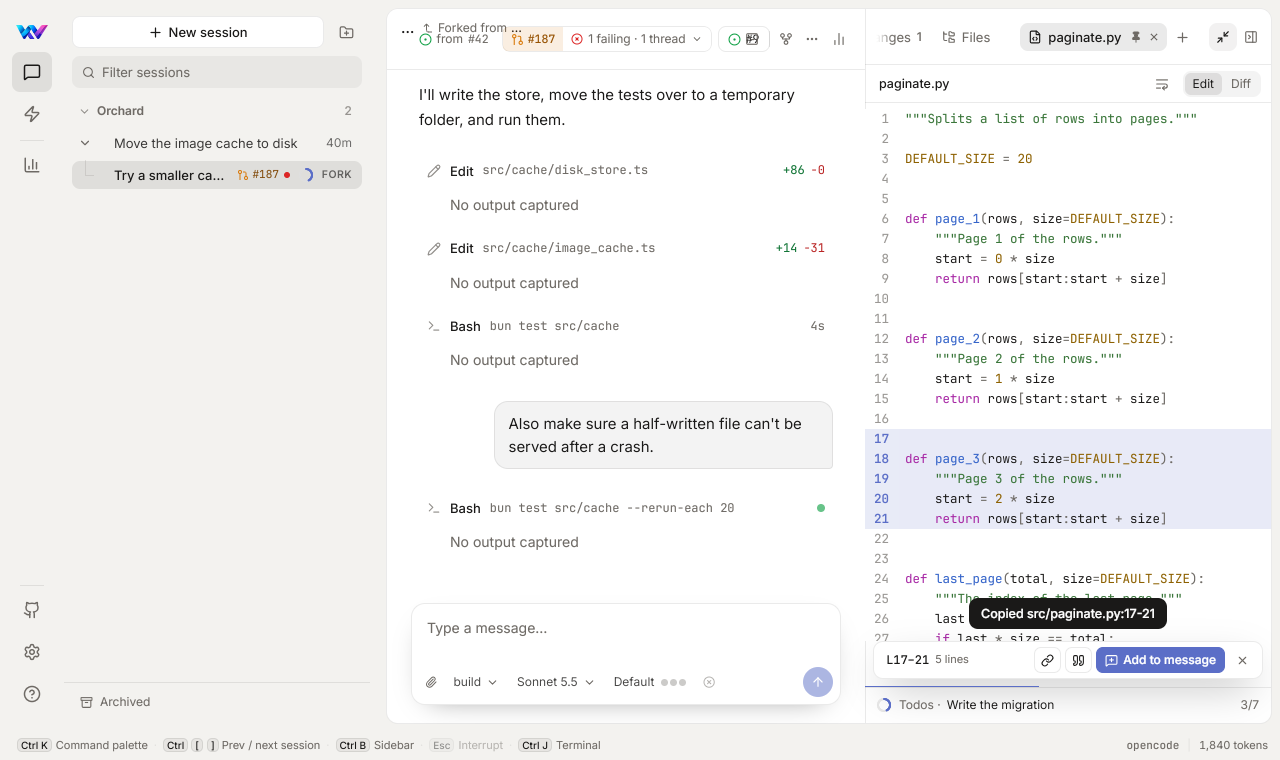 New session
Filter sessions
Orchard 2
Move the image cache to disk 40m
Try a smaller ca... #187 FORK
Archived
Forked from ...
from #42 #187 1 failing · 1 thread
I'll write the store, move the tests over to a temporary
folder, and run them.
Edit src/cache/disk_store.ts +86 -0
No output captured
Edit src/cache/image_cache.ts +14 -31
No output captured
Bash bun test src/cache 4s
No output captured
Also make sure a half-written file can't be
served after a crash.
Bash bun test src/cache --rerun-each 20
No output captured
Type a message...
build Sonnet 5.5 Default
nges 1 Files paginate.py
paginate.py Edit Diff
1 """Splits a list of rows into pages."""
2
3 DEFAULT_SIZE = 20
4
5
6 def page_1(rows, size=DEFAULT_SIZE):
7 """Page 1 of the rows."""
8 start = 0 * size
9 return rows[start:start + size]
10
11
12 def page_2(rows, size=DEFAULT_SIZE):
13 """Page 2 of the rows."""
14 start = 1 * size
15 return rows[start:start + size]
16
17
18 def page_3(rows, size=DEFAULT_SIZE):
19 """Page 3 of the rows."""
20 start = 2 * size
21 return rows[start:start + size]
22
23
24 def last_page(total, size=DEFAULT_SIZE):
25 """The index of the last page."""
26 last
27 if last * size == total:
Copied src/paginate.py:17-21
L17–21 5 lines Add to message
Todos · Write the migration 3/7
Ctrl K Command palette Ctrl [ ] Prev / next session Ctrl B Sidebar Esc Interrupt Ctrl J Terminal
opencode 1,840 tokens